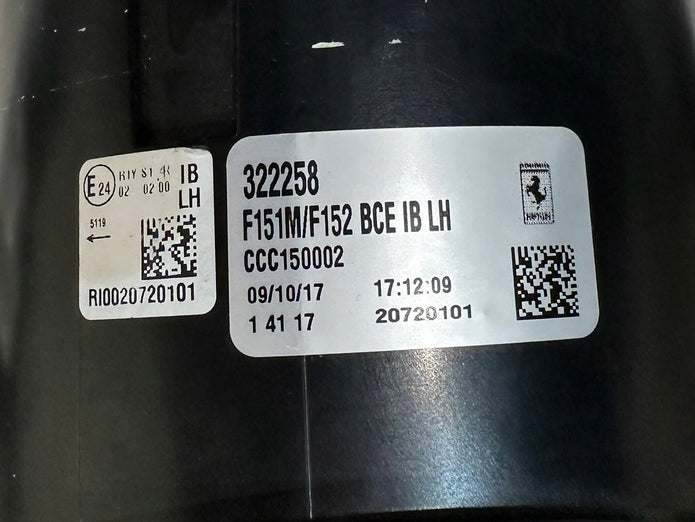 E 24
R1Y S1
02 02 00
IB
LH
5119
RI0020720101
322258
F151M/F152 BCE IB LH
CCC150002
09/10/17 17:12:09
1 41 17 20720101